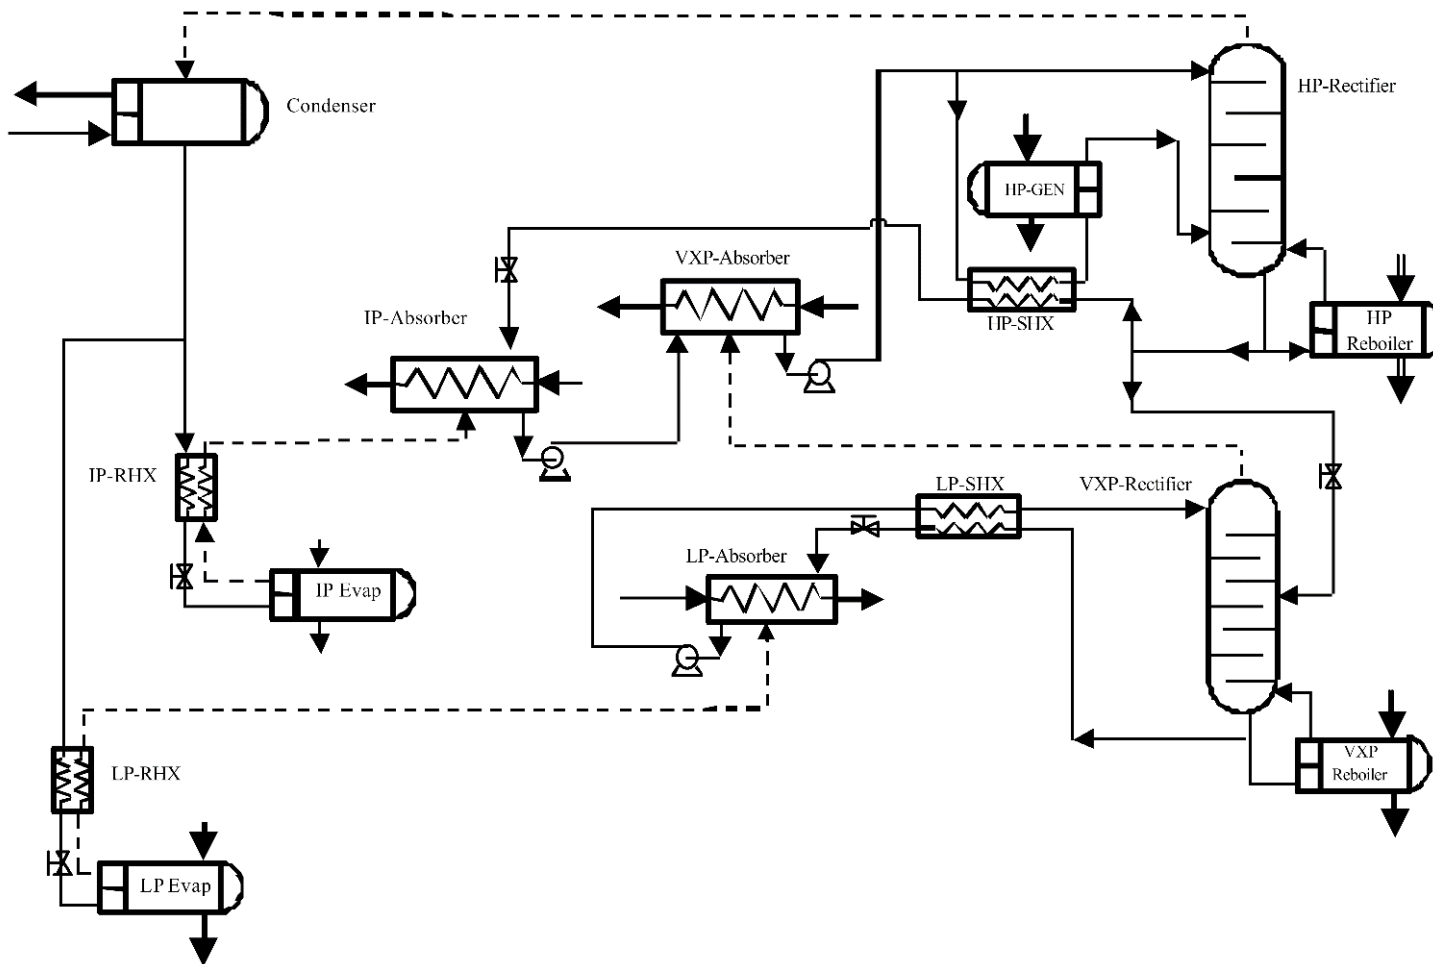 HP-Rectifier
Condenser
HP-GEN
VXP-Absorber
IP-Absorber
HP-SHX
HP
Reboiler
IP-RHX
LP-SHX
VXP-Rectifier
LP-Absorber
IP Evap
LP-RHX
VXP
Reboiler
LP Evap